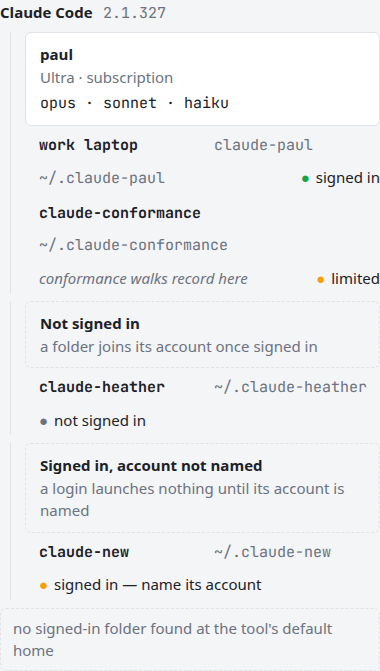 Claude Code 2.1.327
paul
Ultra · subscription
opus · sonnet · haiku
work laptop claude-paul
~/.claude-paul ● signed in
claude-conformance
~/.claude-conformance
conformance walks record here ● limited
Not signed in
a folder joins its account once signed in
claude-heather ~/.claude-heather
● not signed in
Signed in, account not named
a login launches nothing until its account is
named
claude-new ~/.claude-new
● signed in — name its account
no signed-in folder found at the tool's default
home